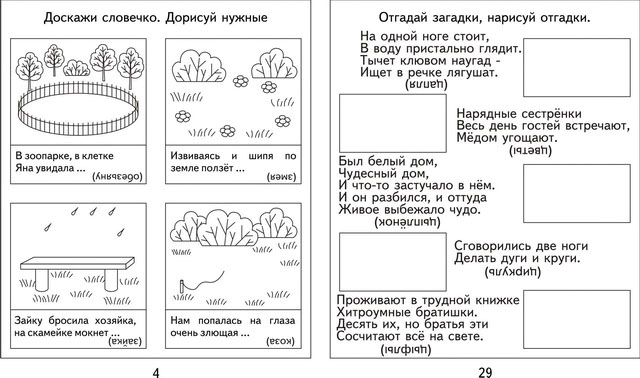 Доскажи словечко. Дорисуй нужные
В зоопарке, в клетке
Яна увидала ...
(обезьяну)
Извиваясь и шипя по
земле ползёт ...
(змея)
Зайку бросила хозяйка,
на скамейке мокнет ...
(зайка)
Нам попалась на глаза
очень злющая ...
(коза)
4
Отгадай загадки, нарисуй отгадки.
На одной ноге стоит,
В воду пристально глядит.
Тычет клювом наугад -
Ищет в речке лягушат.
(цапля)
Нарядные сестрёнки
Весь день гостей встречают,
Мёдом угощают.
(цветы)
Был белый дом,
Чудесный дом,
И что-то застучало в нём.
И он разбился, и оттуда
Живое выбежало чудо.
(цыплёнок)
Сговорились две ноги
Делать дуги и круги.
(циркуль)
Проживают в трудной книжке
Хитроумные братишки.
Десять их, но братья эти
Сосчитают всё на свете.
(цифры)
29